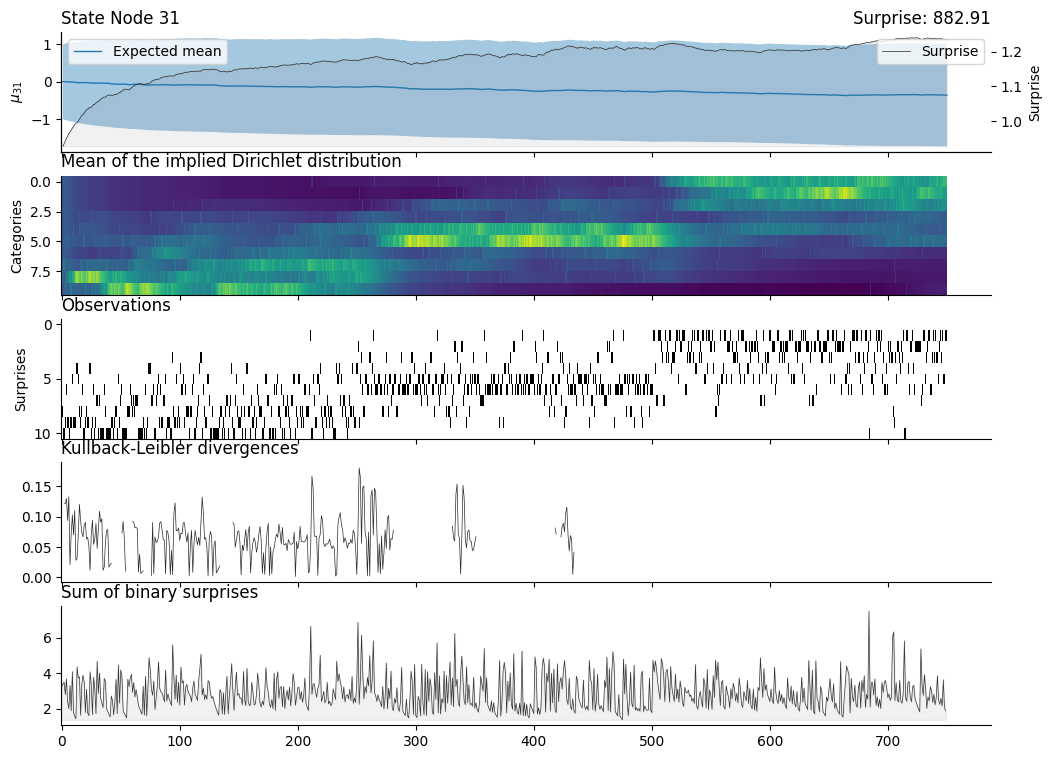 State Node 31
Surprise: 882.91
Expected mean
Surprise
1
0
−1
μ31
1.2
1.1
1.0
Surprise
Mean of the implied Dirichlet distribution
0.0
2.5
5.0
7.5
Categories
Observations
0
5
10
Surprises
Kullback-Leibler divergences
0.15
0.10
0.05
0.00
Sum of binary surprises
6
4
2
0 100 200 300 400 500 600 700